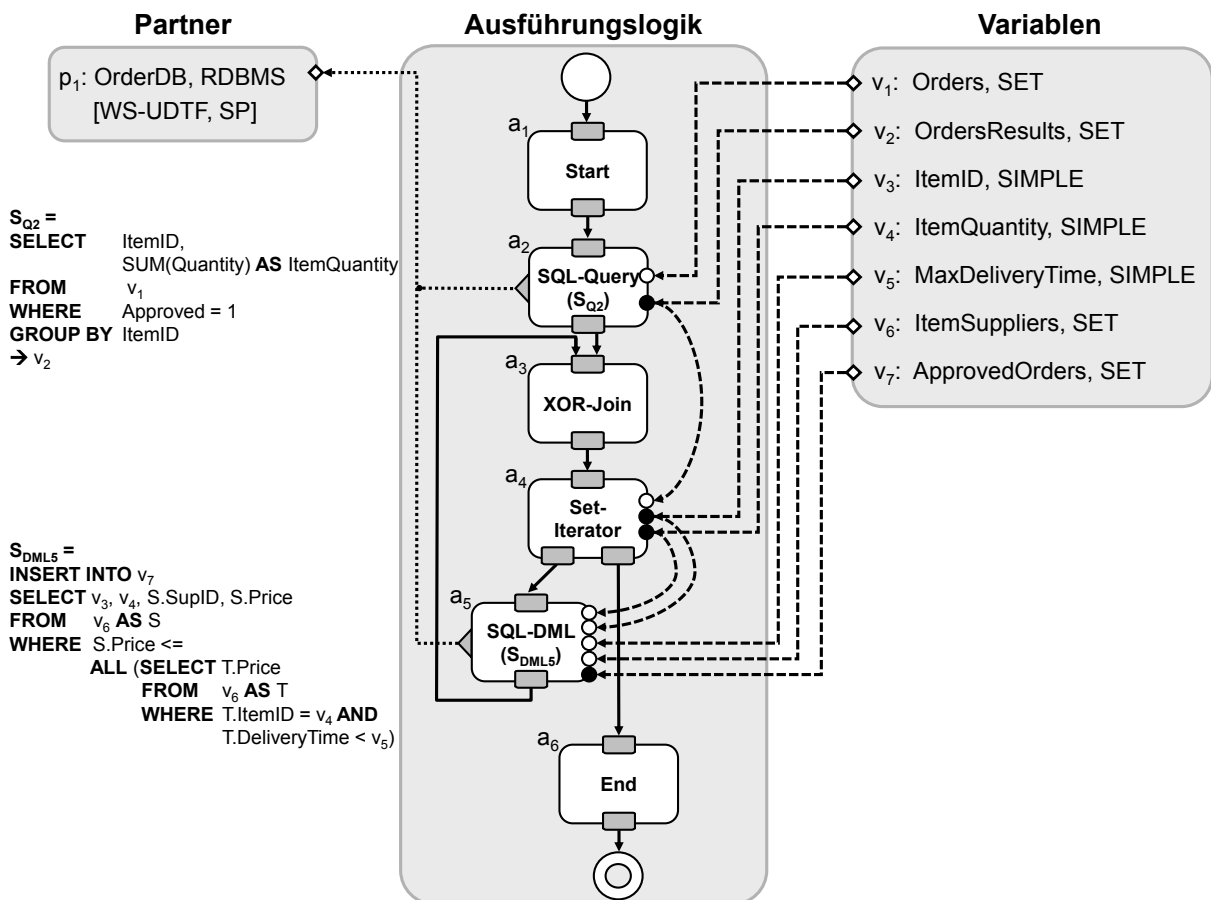 Partner
p1: OrderDB, RDBMS
[WS-UDTF, SP]
SQ2 =
SELECT ItemID,
SUM(Quantity) AS ItemQuantity
FROM v1
WHERE Approved = 1
GROUP BY ItemID
→ v2
SDML5 =
INSERT INTO v7
SELECT v3, v4, S.SupID, S.Price
FROM v6 AS S
WHERE S.Price <=
ALL (SELECT T.Price
FROM v6 AS T
WHERE T.ItemID = v4 AND
T.DeliveryTime < v5)
Ausführungslogik
a1
Start
a2
SQL-Query
(SQ2)
a3
XOR-Join
a4
Set-
Iterator
a5
SQL-DML
(SDML5)
a6
End
Variablen
v1: Orders, SET
v2: OrdersResults, SET
v3: ItemID, SIMPLE
v4: ItemQuantity, SIMPLE
v5: MaxDeliveryTime, SIMPLE
v6: ItemSuppliers, SET
v7: ApprovedOrders, SET